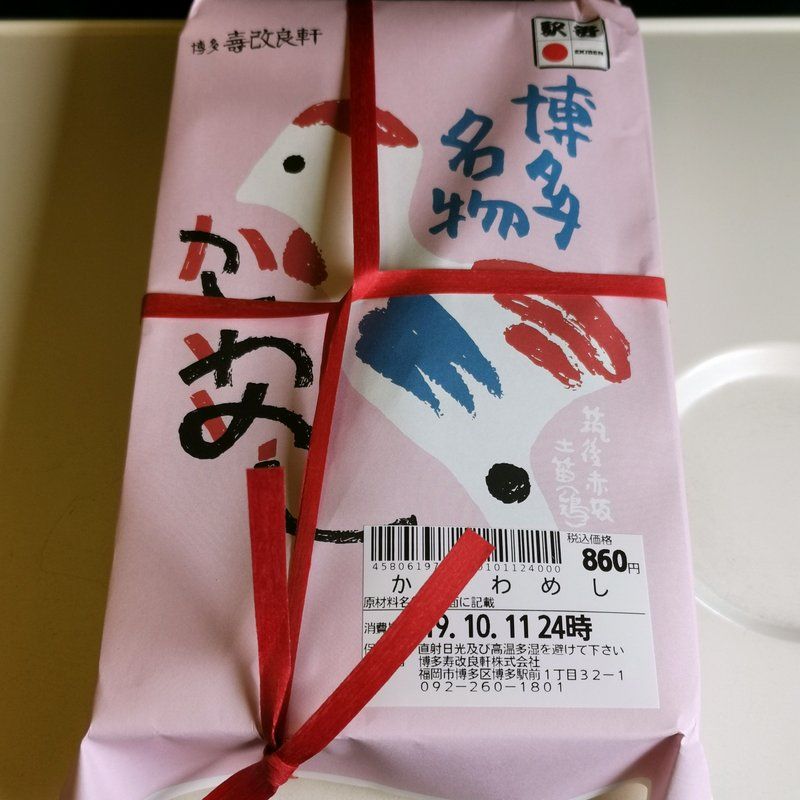 博多 壽改良軒
駅弁
EKIBEN
博多
名物
かしわめし
筑後赤坂
土笛(鶏)
税込価格
860円
4580619 0101124000
か わめし
原材料名 面に記載
消費 19. 10. 11 24時
直射日光及び高温多湿を避けて下さい
博多寿改良軒株式会社
福岡市博多区博多駅前1丁目32-1
092-260-1801